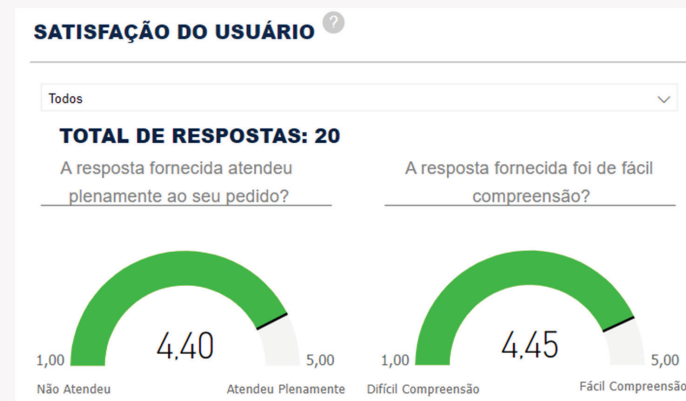 SATISFAÇÃO DO USUÁRIO ?
Todos
TOTAL DE RESPOSTAS: 20
A resposta fornecida atendeu
plenamente ao seu pedido?
4,40
1,00
5,00
Não Atendeu
Atendeu Plenamente
A resposta fornecida foi de fácil
compreensão?
4,45
1,00
5,00
Difícil Compreensão
Fácil Compreensão